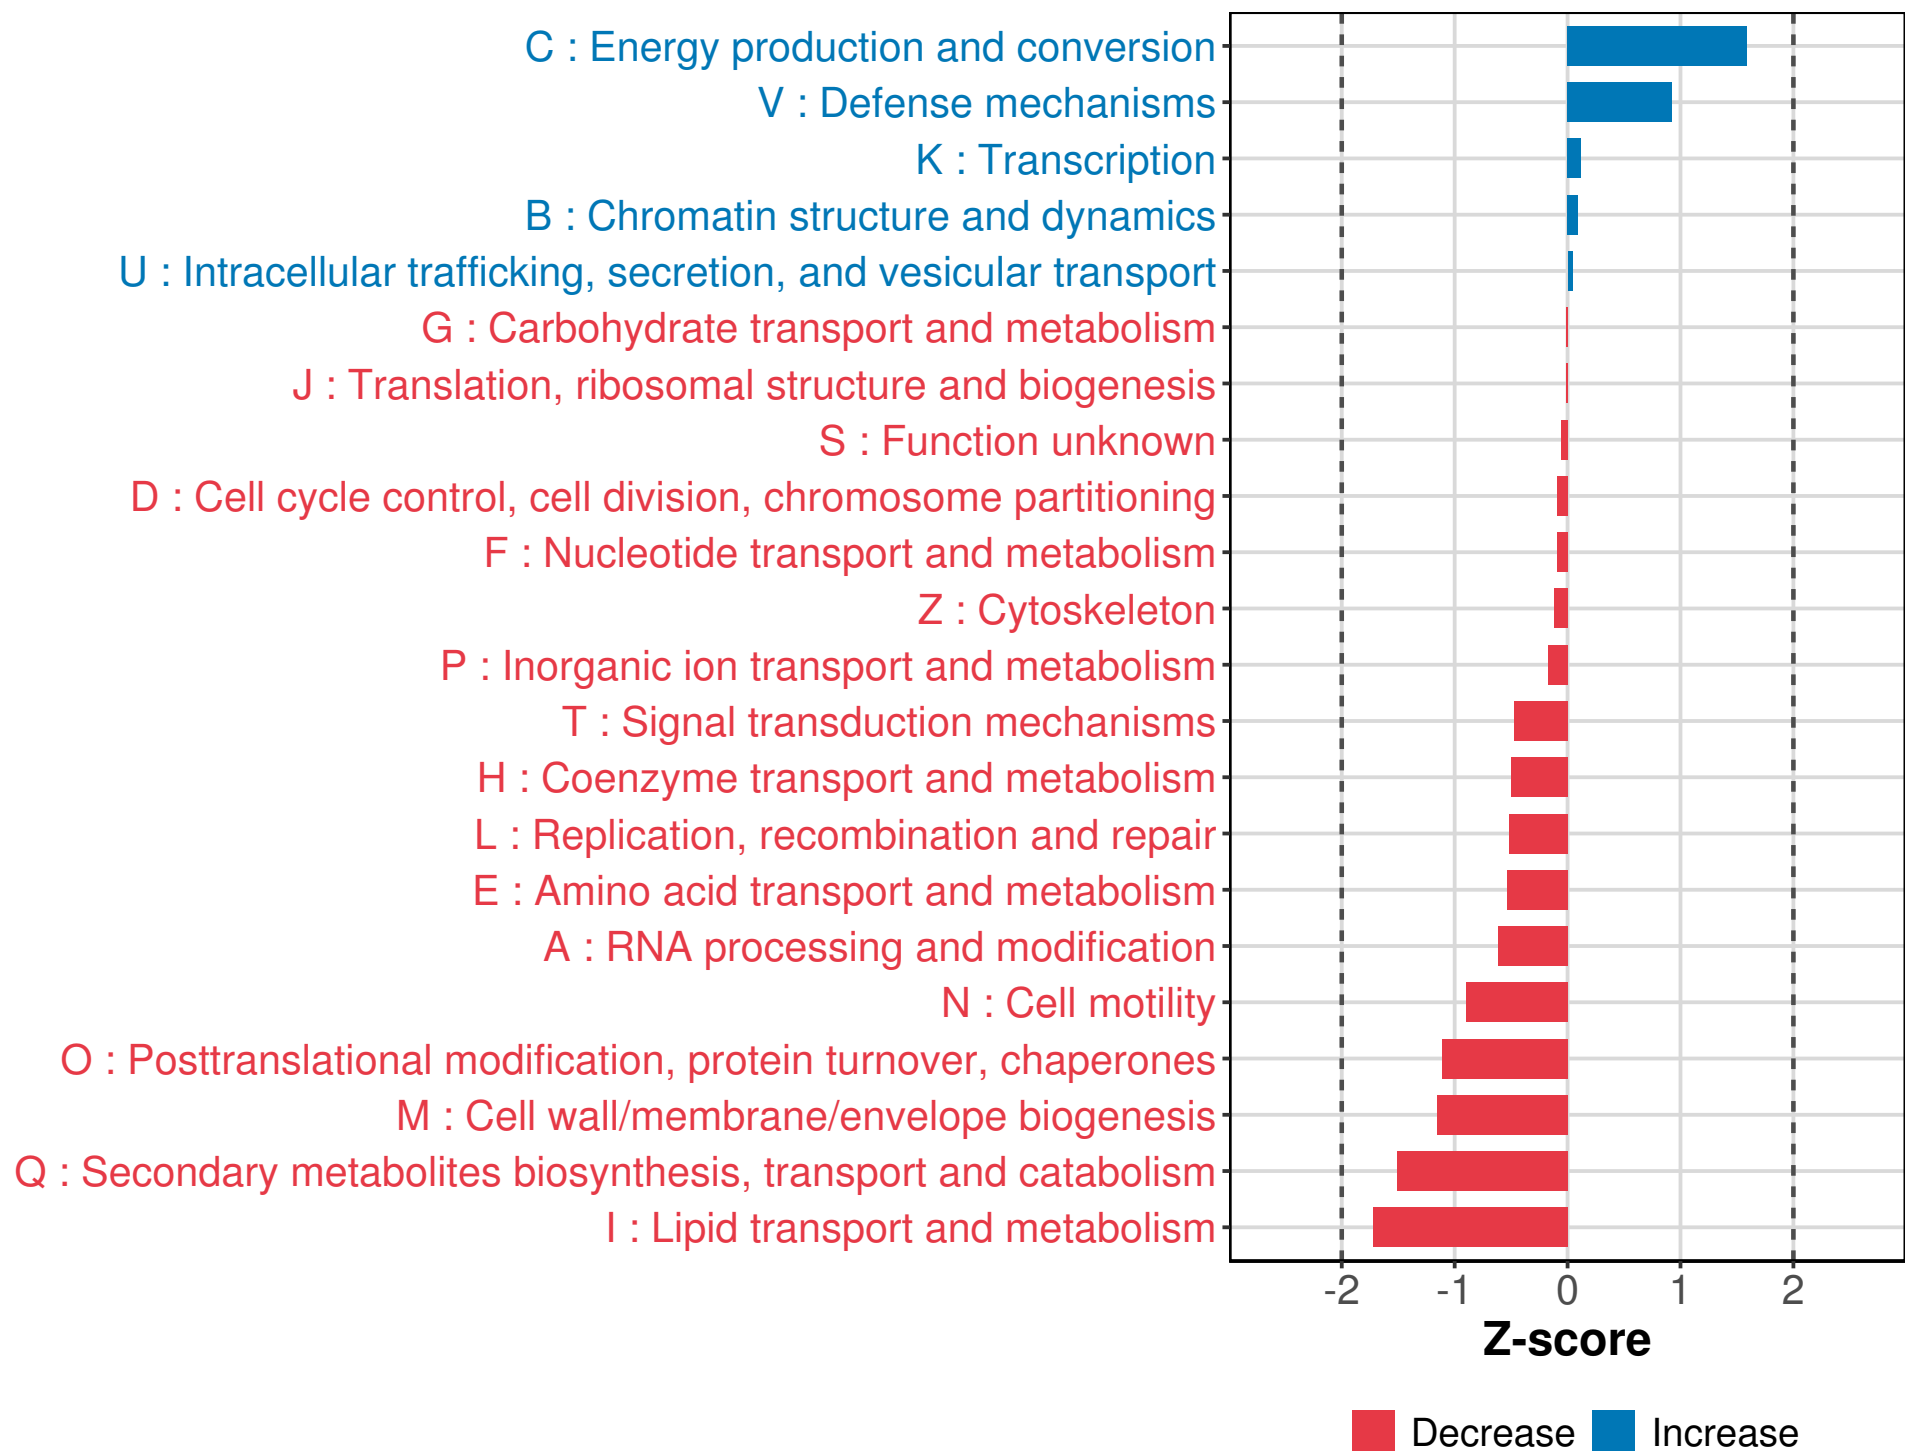 C : Energy production and conversion
V : Defense mechanisms
K : Transcription
B : Chromatin structure and dynamics
U : Intracellular trafficking, secretion, and vesicular transport
G : Carbohydrate transport and metabolism
J : Translation, ribosomal structure and biogenesis
S : Function unknown
D : Cell cycle control, cell division, chromosome partitioning
F : Nucleotide transport and metabolism
Z : Cytoskeleton
P : Inorganic ion transport and metabolism
T : Signal transduction mechanisms
H : Coenzyme transport and metabolism
L : Replication, recombination and repair
E : Amino acid transport and metabolism
A : RNA processing and modification
N : Cell motility
O : Posttranslational modification, protein turnover, chaperones
M : Cell wall/membrane/envelope biogenesis
Q : Secondary metabolites biosynthesis, transport and catabolism
I : Lipid transport and metabolism
-2 -1 0 1 2
Z-score
Decrease Increase